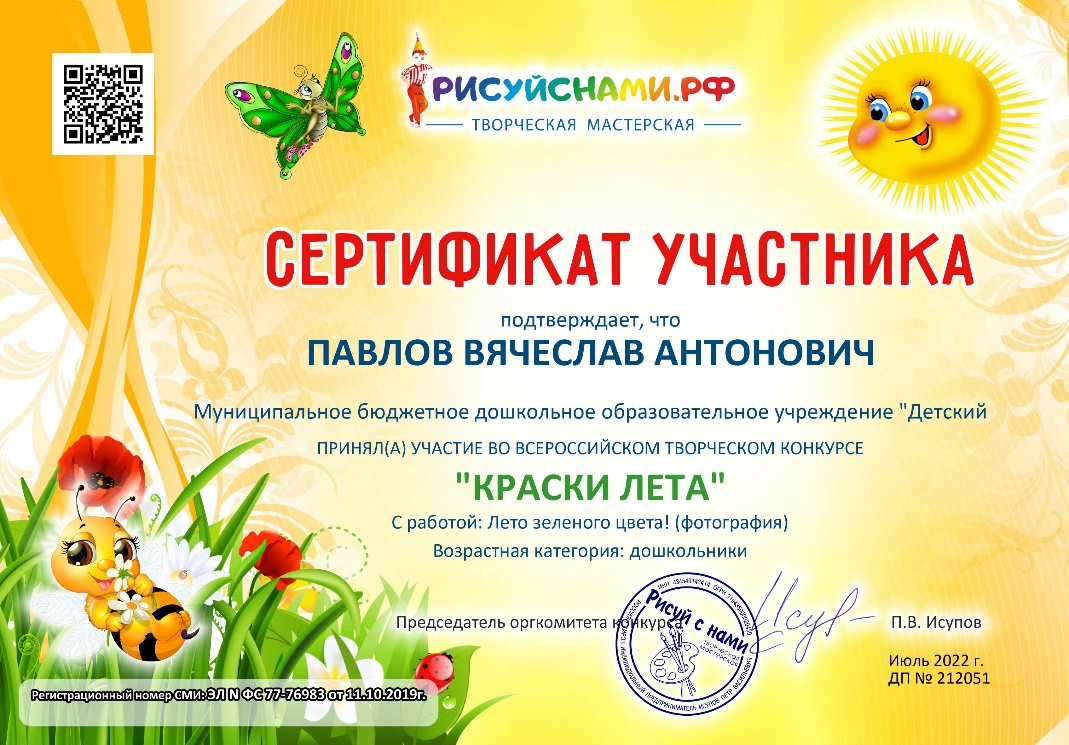 РИСУЙСНАМИ.РФ
ТВОРЧЕСКАЯ МАСТЕРСКАЯ
СЕРТИФИКАТ УЧАСТНИКА
подтверждает, что
ПАВЛОВ ВЯЧЕСЛАВ АНТОНОВИЧ
Муниципальное бюджетное дошкольное образовательное учреждение "Детский
ПРИНЯЛ(А) УЧАСТИЕ ВО ВСЕРОССИЙСКОМ ТВОРЧЕСКОМ КОНКУРСЕ
"КРАСКИ ЛЕТА"
С работой: Лето зеленого цвета! (фотография)
Возрастная категория: дошкольники
Председатель оргкомитета конкурса
Рисуй с нами
ТВОРЧЕСКАЯ
МАСТЕРСКАЯ
П.В. Исупов
Июль 2022 г.
ДП № 212051
Регистрационный номер СМИ: ЭЛ N ФС 77-76983 от 11.10.2019г.